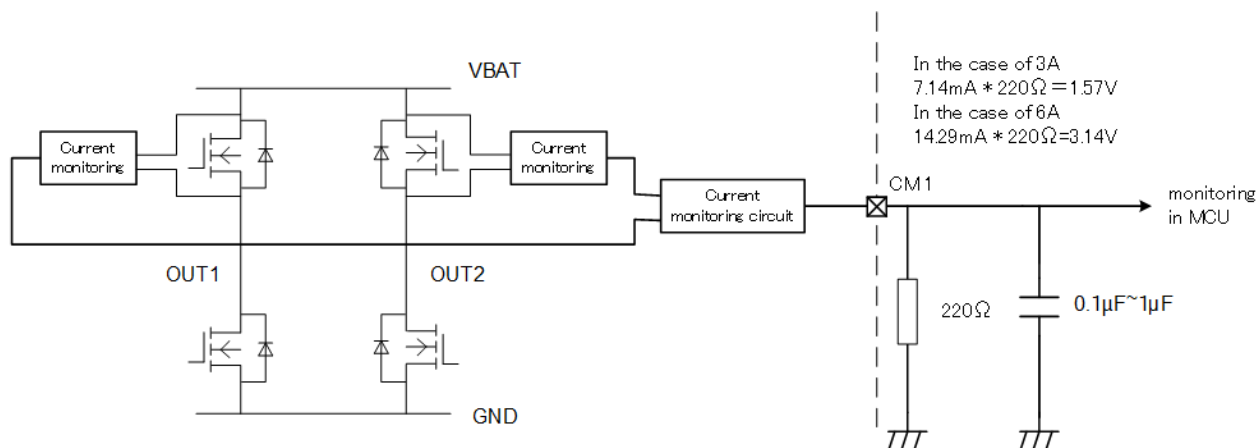 VBAT
In the case of 3A
7.14mA * 220Ω=1.57V
In the case of 6A
14.29mA * 220Ω=3.14V
Current
monitoring
Current
monitoring
Current
monitoring circuit
CM1
monitoring
in MCU
OUT1
OUT2
220Ω
0.1µF~1µF
GND